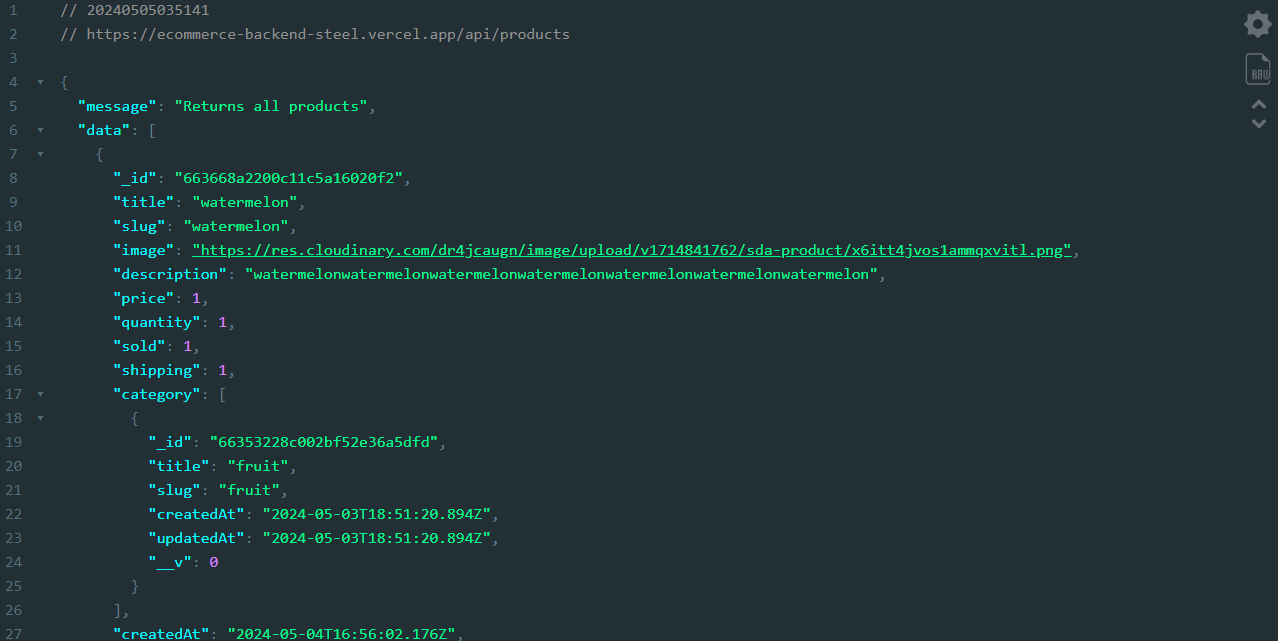 1 // 20240505035141
2 // https://ecommerce-backend-steel.vercel.app/api/products
3
4 {
5 "message": "Returns all products",
6 "data": [
7 {
8 "_id": "663668a2200c11c5a16020f2",
9 "title": "watermelon",
10 "slug": "watermelon",
11 "image": "https://res.cloudinary.com/dr4jcaugn/image/upload/v1714841762/sda-product/x6itt4jvos1ammqxvitl.png",
12 "description": "watermelonwatermelonwatermelonwatermelonwatermelonwatermelonwatermelon",
13 "price": 1,
14 "quantity": 1,
15 "sold": 1,
16 "shipping": 1,
17 "category": [
18 {
19 "_id": "66353228c002bf52e36a5dfd",
20 "title": "fruit",
21 "slug": "fruit",
22 "createdAt": "2024-05-03T18:51:20.894Z",
23 "updatedAt": "2024-05-03T18:51:20.894Z",
24 "__v": 0
25 }
26 ],
27 "createdAt": "2024-05-04T16:56:02.176Z",
RAW